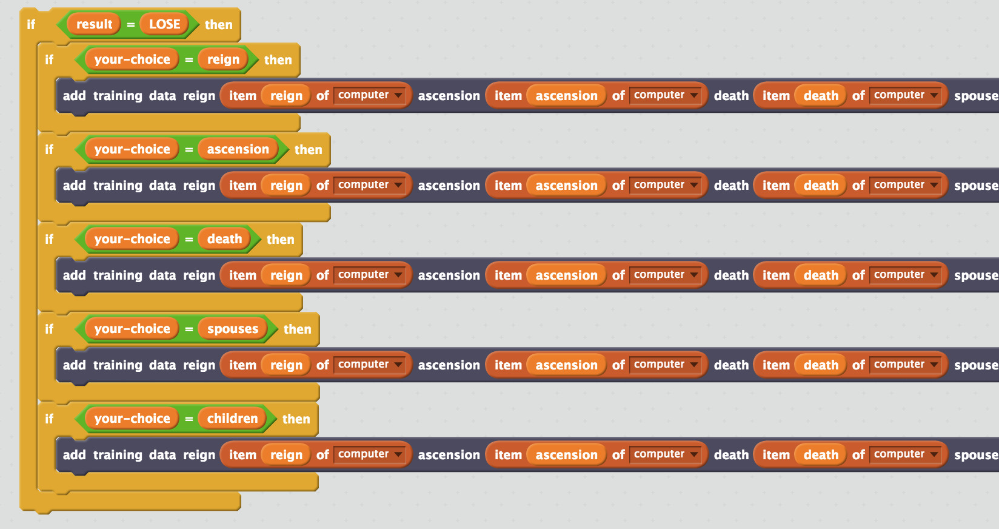 if result = LOSE then
if your-choice = reign then
add training data reign item reign of computer ascension item ascension of computer death item death of computer spouse
if your-choice = ascension then
add training data reign item reign of computer ascension item ascension of computer death item death of computer spouse
if your-choice = death then
add training data reign item reign of computer ascension item ascension of computer death item death of computer spouse
if your-choice = spouses then
add training data reign item reign of computer ascension item ascension of computer death item death of computer spouse
if your-choice = children then
add training data reign item reign of computer ascension item ascension of computer death item death of computer spouse